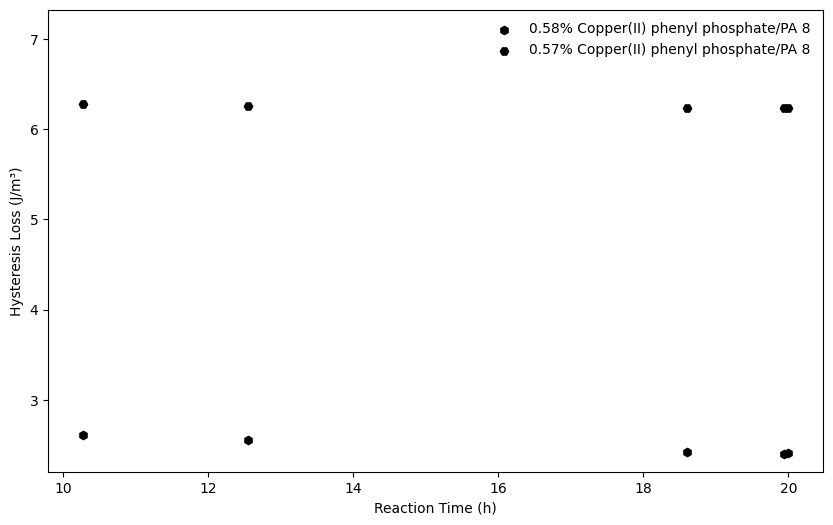 0.58% Copper(II) phenyl phosphate/PA 8
0.57% Copper(II) phenyl phosphate/PA 8
7
6
5
4
3
Hysteresis Loss (J/m³)
10 12 14 16 18 20
Reaction Time (h)